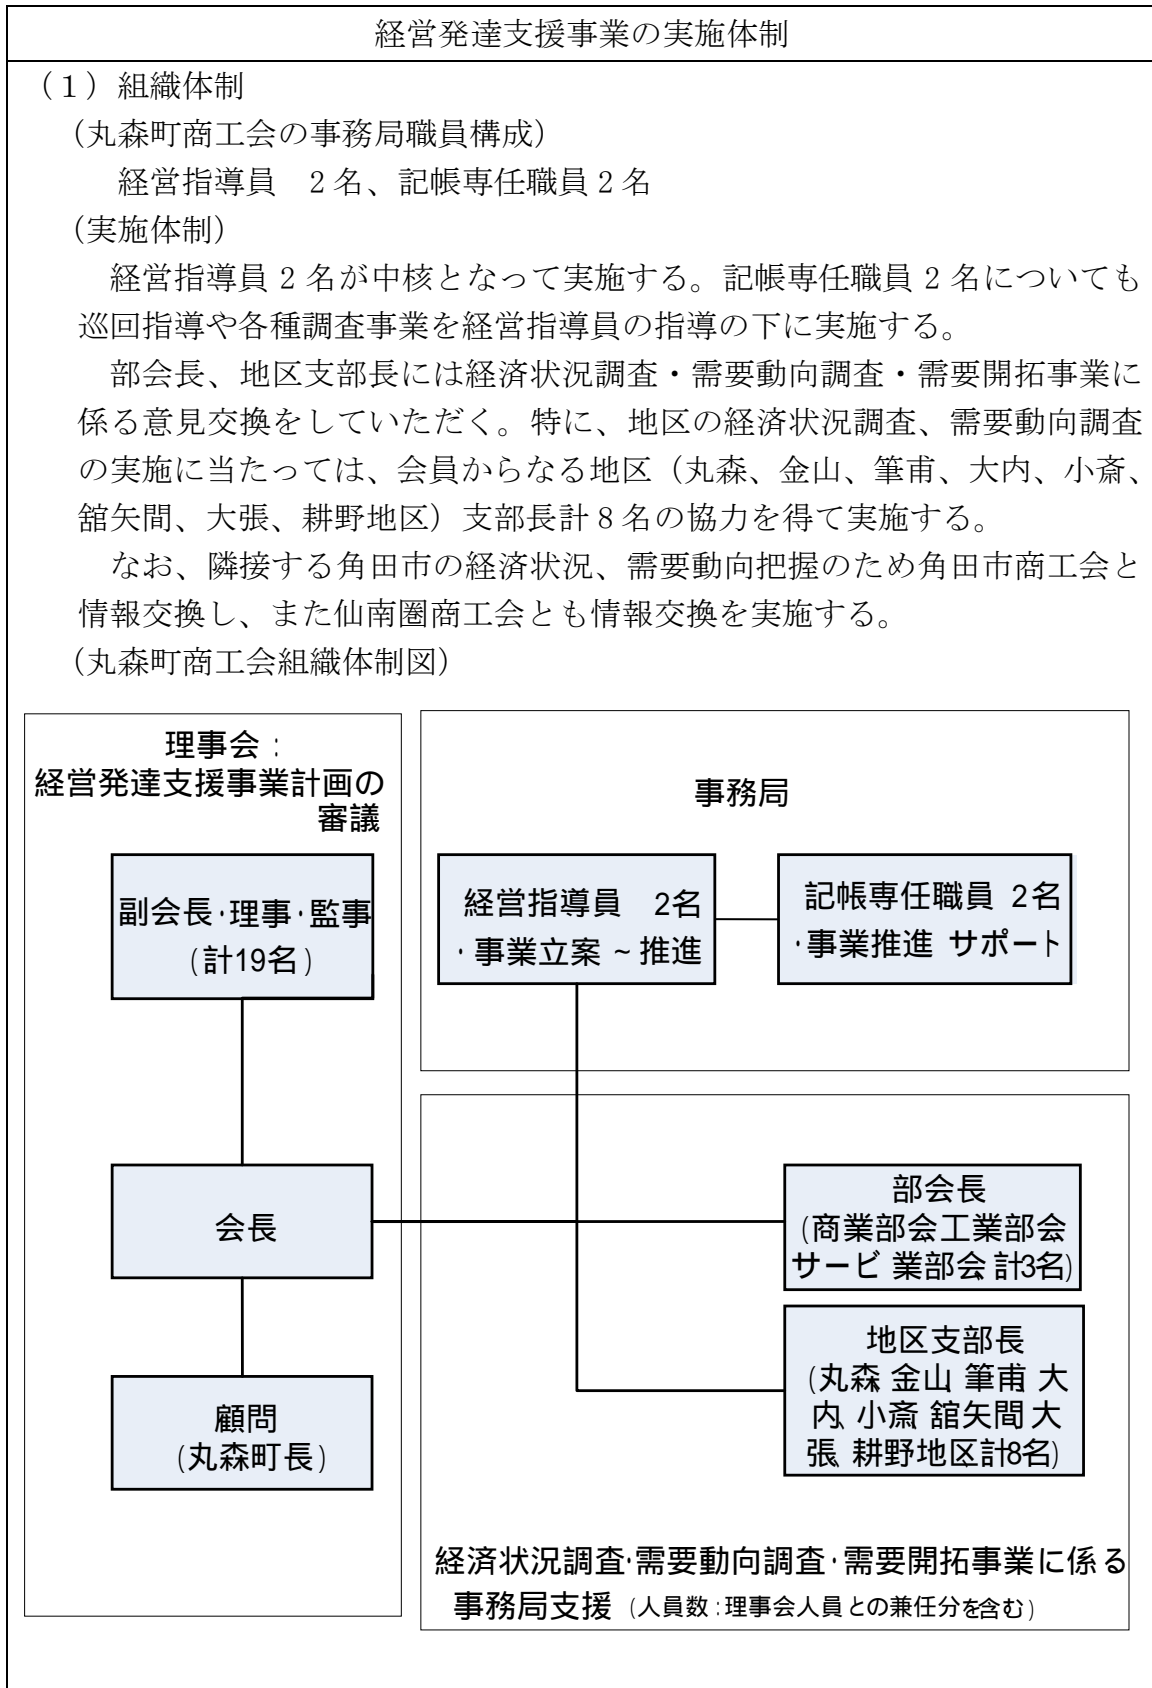 経営発達支援事業の実施体制
（１）組織体制
（丸森町商工会の事務局職員構成）
経営指導員　２名、記帳専任職員２名
（実施体制）
経営指導員２名が中核となって実施する。記帳専任職員２名についても
巡回指導や各種調査事業を経営指導員の指導の下に実施する。
部会長、地区支部長には経済状況調査・需要動向調査・需要開拓事業に
係る意見交換をしていただく。特に、地区の経済状況調査、需要動向調査
の実施に当たっては、会員からなる地区（丸森、金山、筆甫、大内、小斎、
舘矢間、大張、耕野地区）支部長計８名の協力を得て実施する。
なお、隣接する角田市の経済状況、需要動向把握のため角田市商工会と
情報交換し、また仙南圏商工会とも情報交換を実施する。
（丸森町商工会組織体制図）
理事会：
経営発達支援事業計画の
審議
副会長・理事・監事
（計19名）
会長
顧問
（丸森町長）
事務局
経営指導員　2名
・事業立案～推進
記帳専任職員 2名
・事業推進 サポート
部会長
（商業部会、工業部会、
サービ 業部会 計3名）
地区支部長
（丸森、金山、筆甫、大
内、小斎、舘矢間、大
張、耕野地区計8名）
経済状況調査・需要動向調査・需要開拓事業に係る
事務局支援（人員数：理事会人員との兼任分を含む）